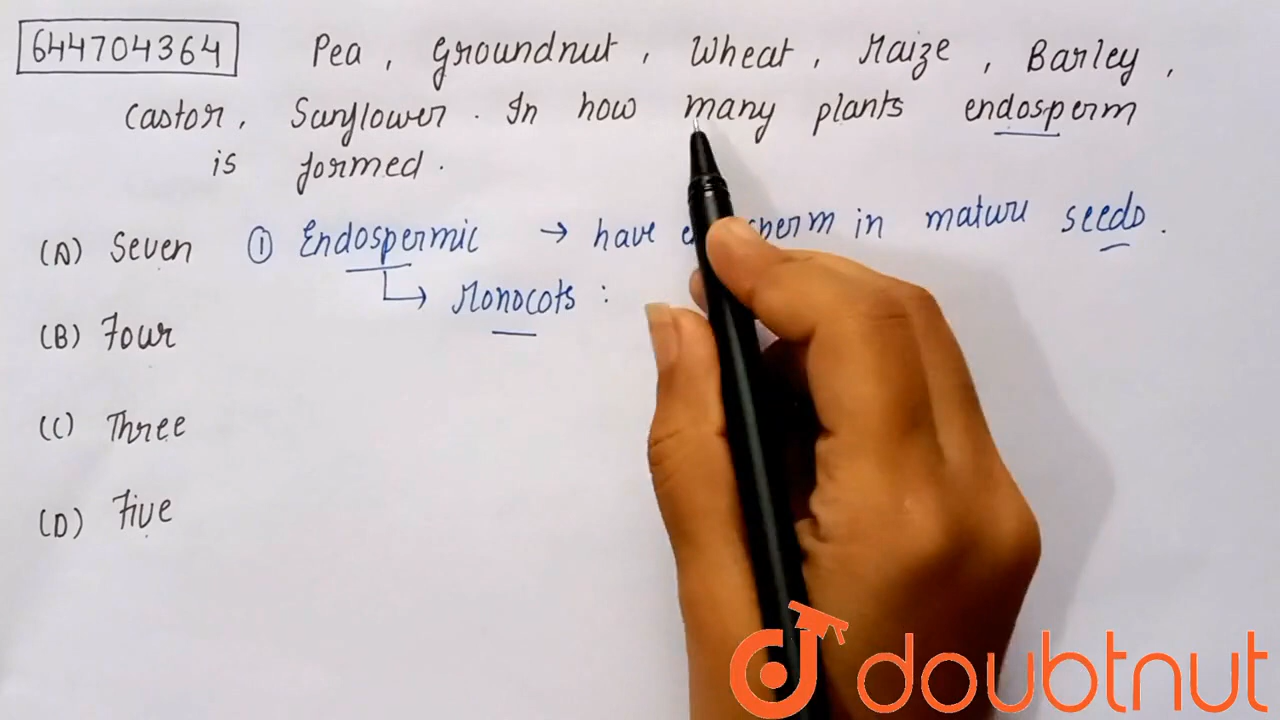 644704364 Pea , Groundnut , Wheat , Maize , Barley ,
Castor , Sunflower . In how many plants endosperm
is formed .
(A) Seven ① Endospermic → have in mature seeds .
→ Monocots :
(B) Four
(C) Three
(D) Five
doubtnut